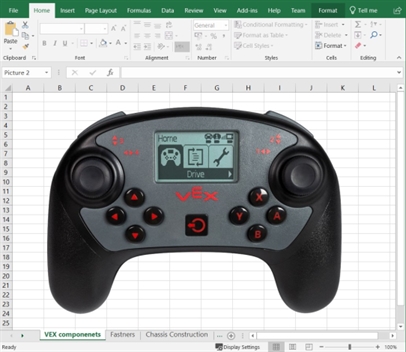 File Home Insert Page Layout Formulas Data Review View Add-ins Help Team Format Tell me
General
Conditional Formatting
Format as Table
Cell Styles
Insert
Delete
Format
Paste
Clipboard Font Alignment Number Styles Cells Editing
Picture 2 fx
A B C D E F G H I J K L
1
2
3
4
5
6
7
8
9
10
11
12
13
14
15
16
17
18
19
20
21
22
23
24
25
Home
Drive
VEX
X
Y A
B
VEX componenets Fastners Chassis Construction ...
Display Settings 100%